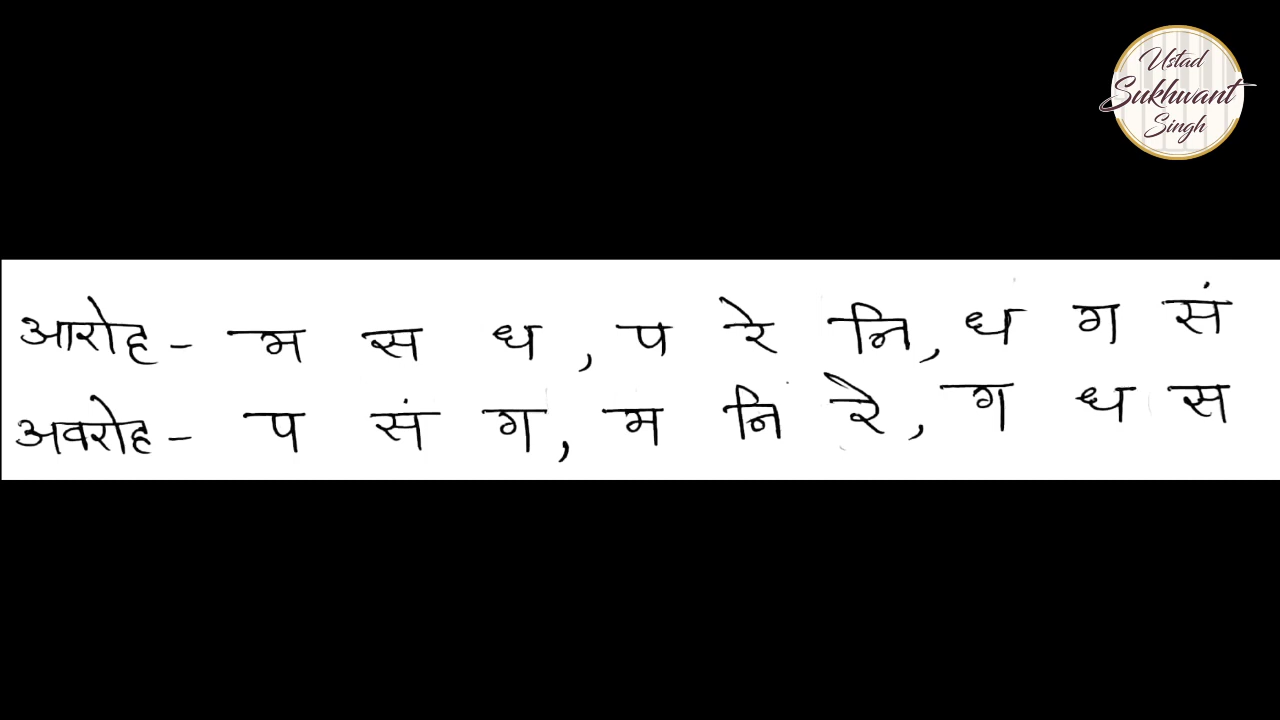 Ustad
Sukhwant
Singh
आरोह - म स ध , प रे नि , ध ग सं
अवरोह - प सं ग , म नि रे , ग ध स